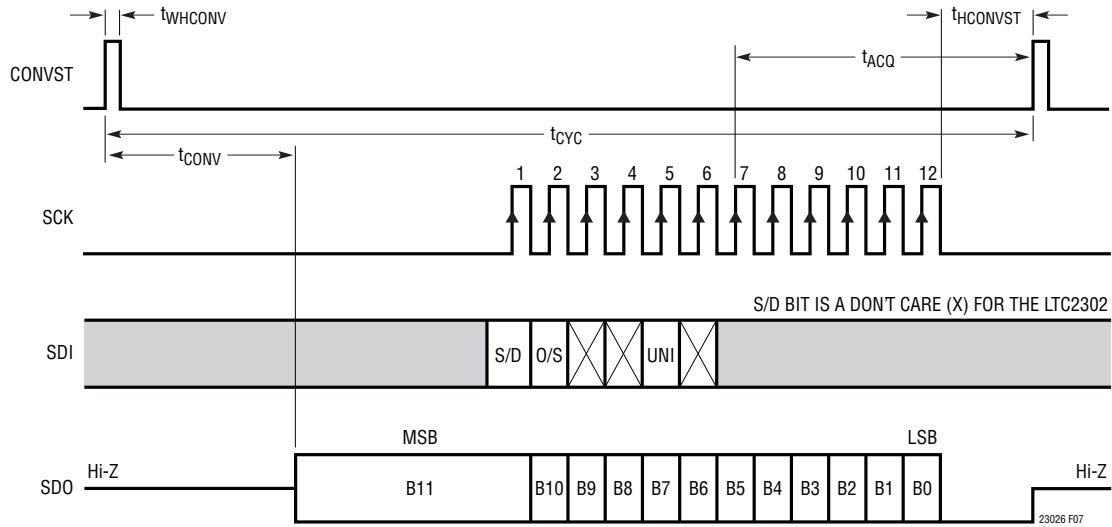 tWHCONV
tHCONVST
CONVST
tACQ
tCYC
tCONV
1 2 3 4 5 6 7 8 9 10 11 12
SCK
S/D BIT IS A DON'T CARE (X) FOR THE LTC2302
SDI
S/D O/S UNI
MSB LSB
Hi-Z Hi-Z
SDO
B11 B10 B9 B8 B7 B6 B5 B4 B3 B2 B1 B0
23026 F07